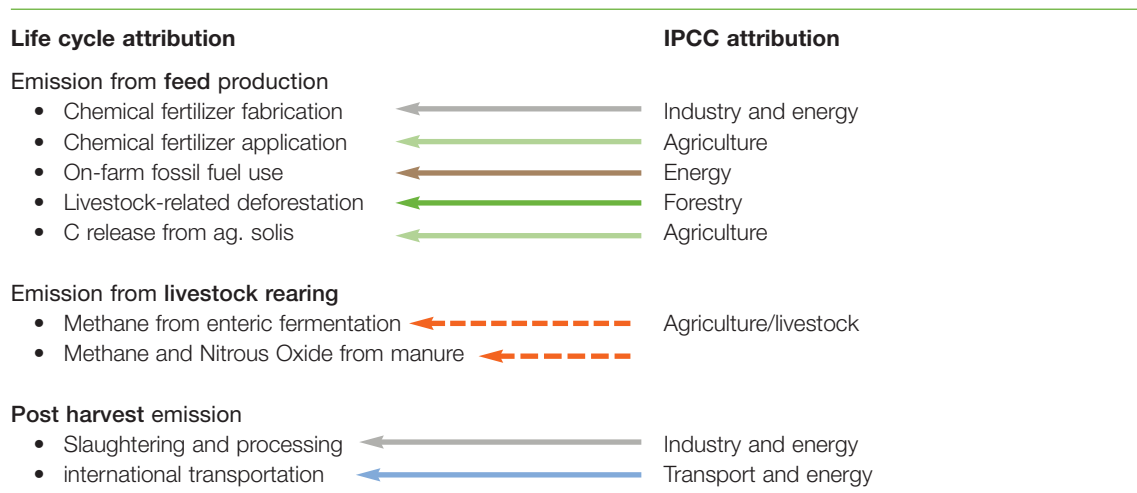 Life cycle attribution IPCC attribution
Emission from feed production
• Chemical fertilizer fabrication Industry and energy
• Chemical fertilizer application Agriculture
• On-farm fossil fuel use Energy
• Livestock-related deforestation Forestry
• C release from ag. solis Agriculture
Emission from livestock rearing
• Methane from enteric fermentation Agriculture/livestock
• Methane and Nitrous Oxide from manure
Post harvest emission
• Slaughtering and processing Industry and energy
• international transportation Transport and energy